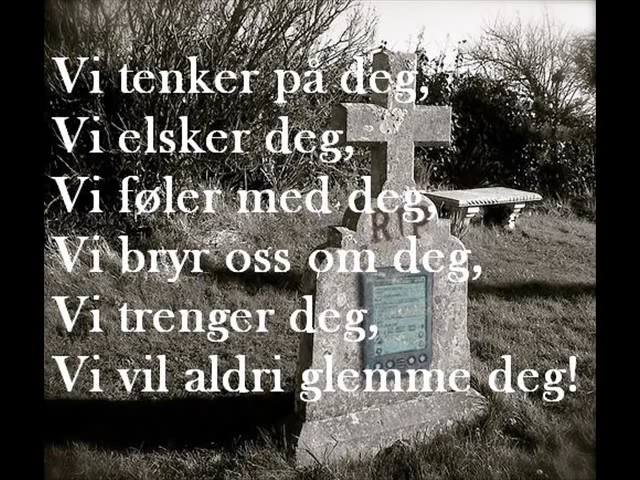 Vi tenker på deg,
Vi elsker deg,
Vi føler med deg,
Vi bryr oss om deg,
Vi trenger deg,
Vi vil aldri glemme deg!
RIP